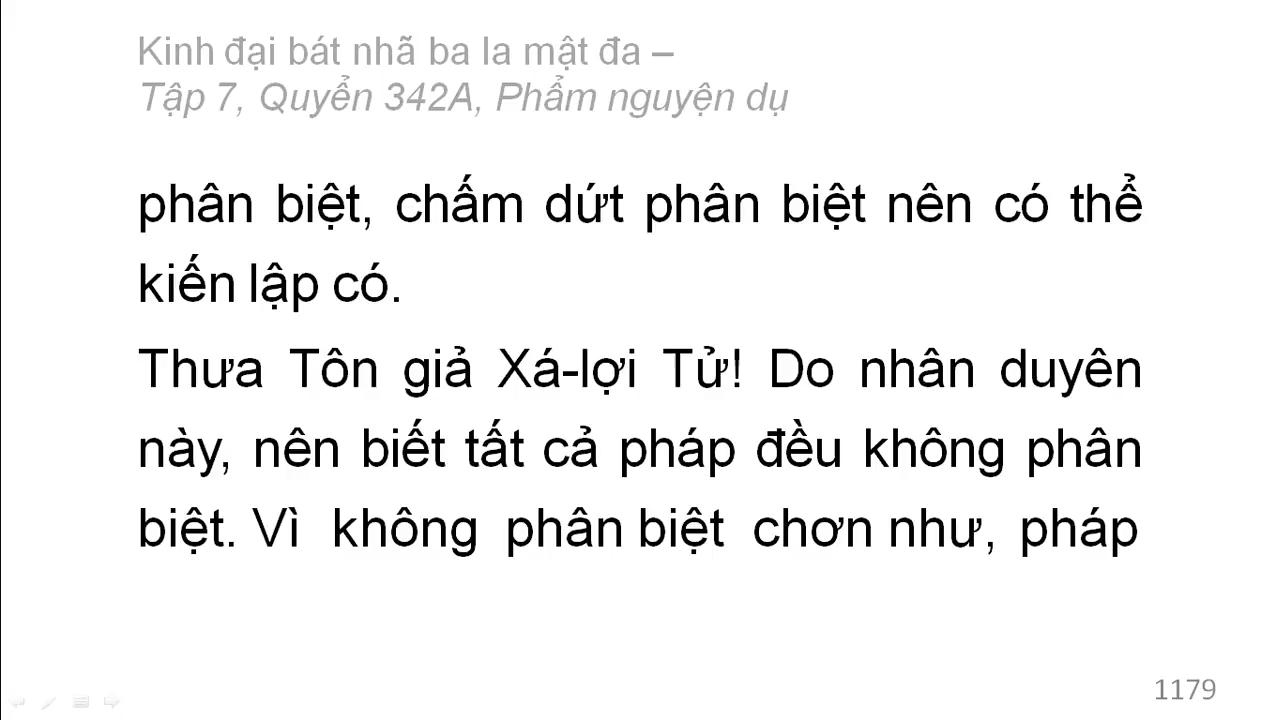 Kinh đại bát nhã ba la mật đa –
Tập 7, Quyển 342A, Phẩm nguyện dụ
phân biệt, chấm dứt phân biệt nên có thể
kiến lập có.
Thưa Tôn giả Xá-lợi Tử! Do nhân duyên
này, nên biết tất cả pháp đều không phân
biệt. Vì không phân biệt chơn như, pháp
1179